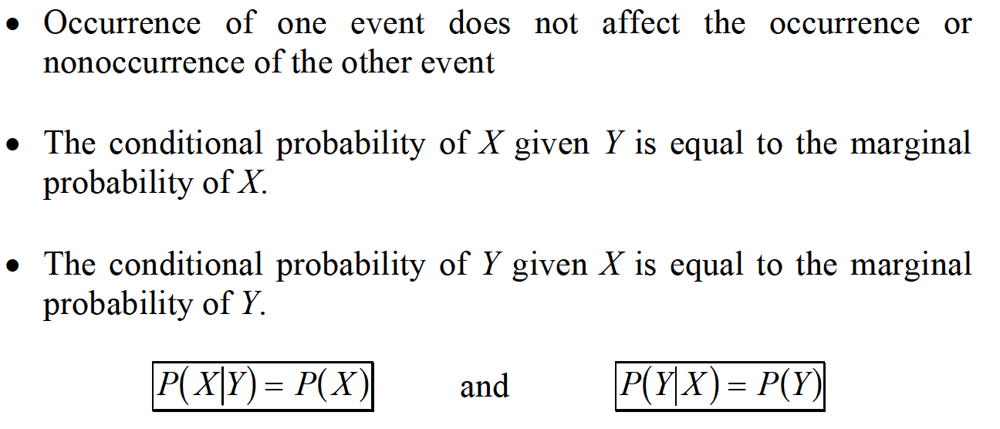 • Occurrence of one event does not affect the occurrence or
nonoccurrence of the other event
• The conditional probability of X given Y is equal to the marginal
probability of X.
• The conditional probability of Y given X is equal to the marginal
probability of Y.
P(X|Y) = P(X) and P(Y|X) = P(Y)